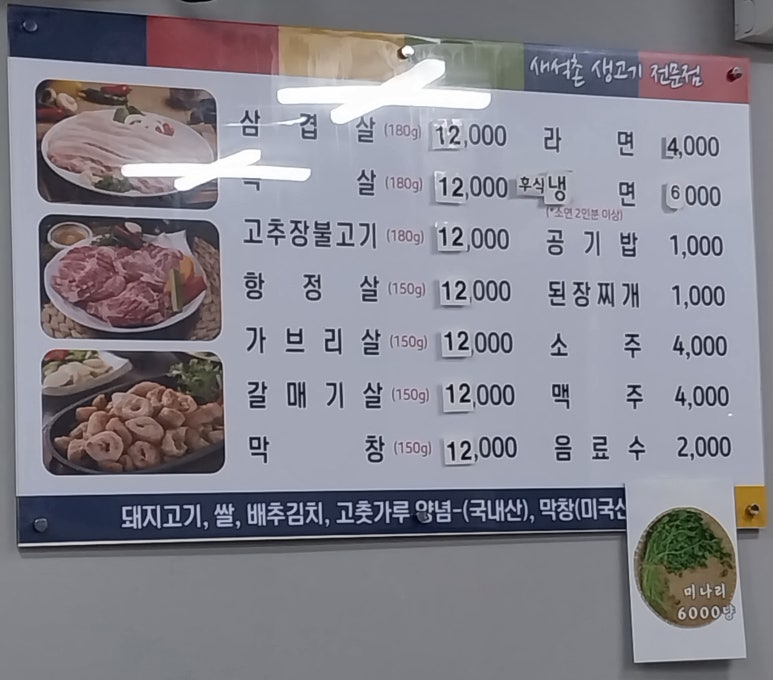 새석촌 생고기 전문점
삼겹살 (180g) 12,000
살 (180g) 12,000
고추장불고기 (180g) 12,000
항정살 (150g) 12,000
가브리살 (150g) 12,000
갈매기살 (150g) 12,000
막창 (150g) 12,000
라면 4,000
후식냉면 6000
(*소면 2인분 이상)
공기밥 1,000
된장찌개 1,000
소주 4,000
맥주 4,000
음료수 2,000
돼지고기, 쌀, 배추김치, 고춧가루 양념-(국내산), 막창(미국산
미나리
6000냥